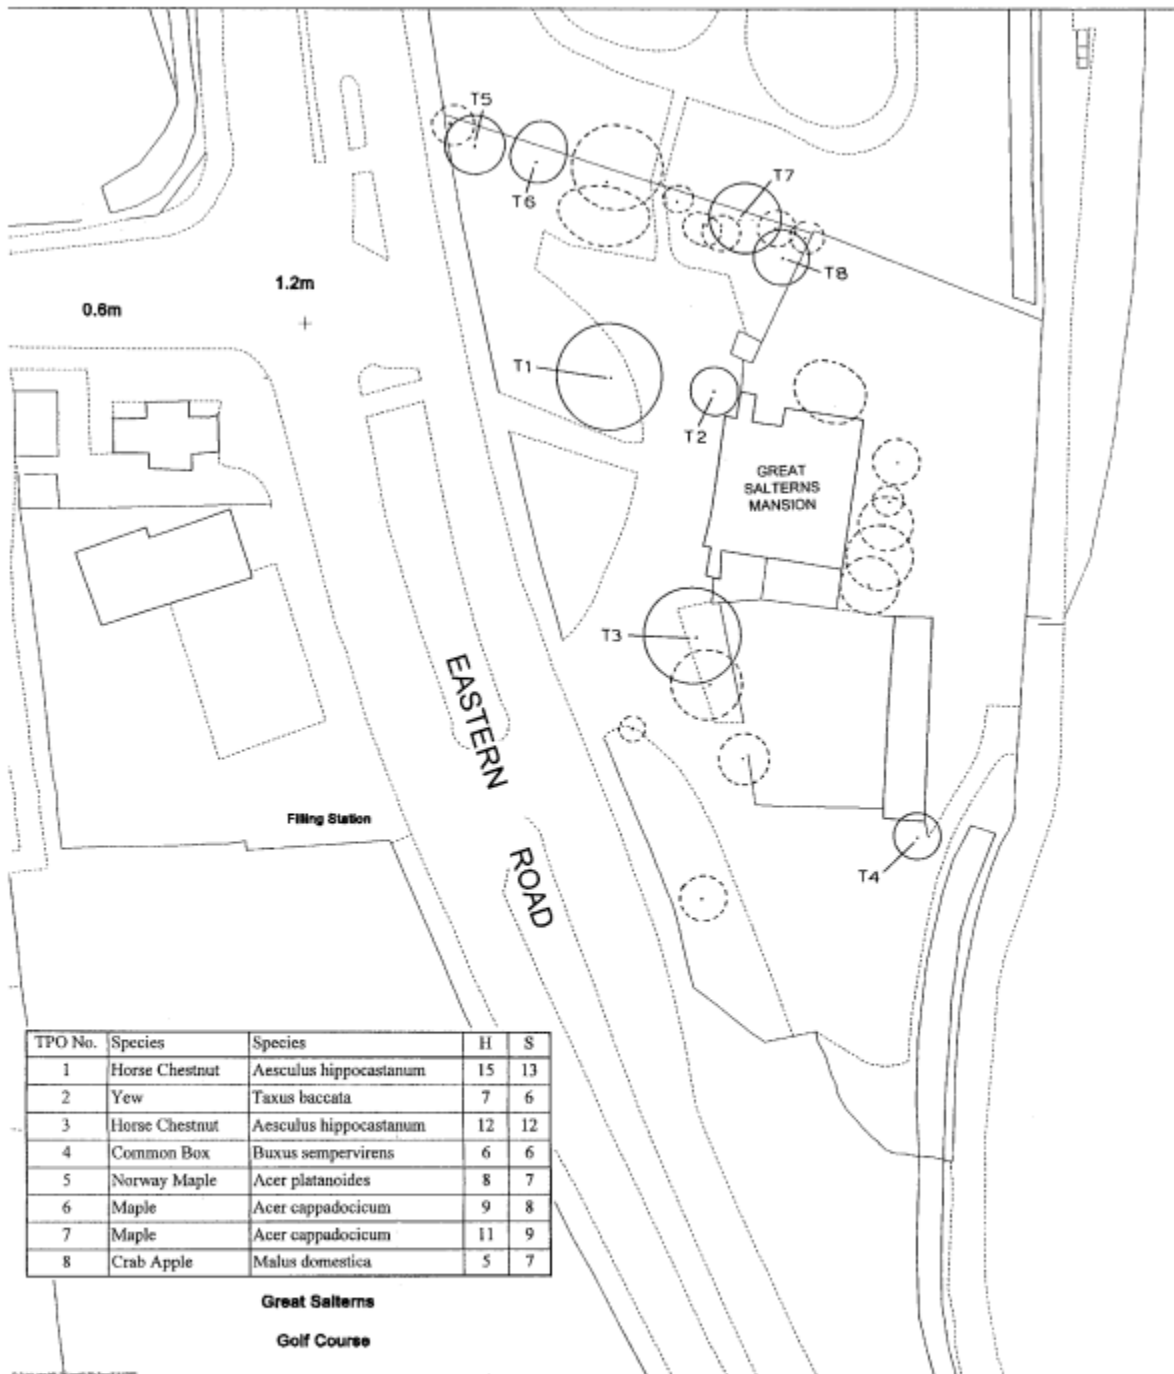 T5
T6
T7
T8
1.2m
0.6m
T1
T2
GREAT
SALTERNS
MANSION
T3
EASTERN
ROAD
Filling Station
T4
TPO No. Species Species H S
1 Horse Chestnut Aesculus hippocastanum 15 13
2 Yew Taxus baccata 7 6
3 Horse Chestnut Aesculus hippocastanum 12 12
4 Common Box Buxus sempervirens 6 6
5 Norway Maple Acer platanoides 8 7
6 Maple Acer cappadocicum 9 8
7 Maple Acer cappadocicum 11 9
8 Crab Apple Malus domestica 5 7
Great Salterns
Golf Course